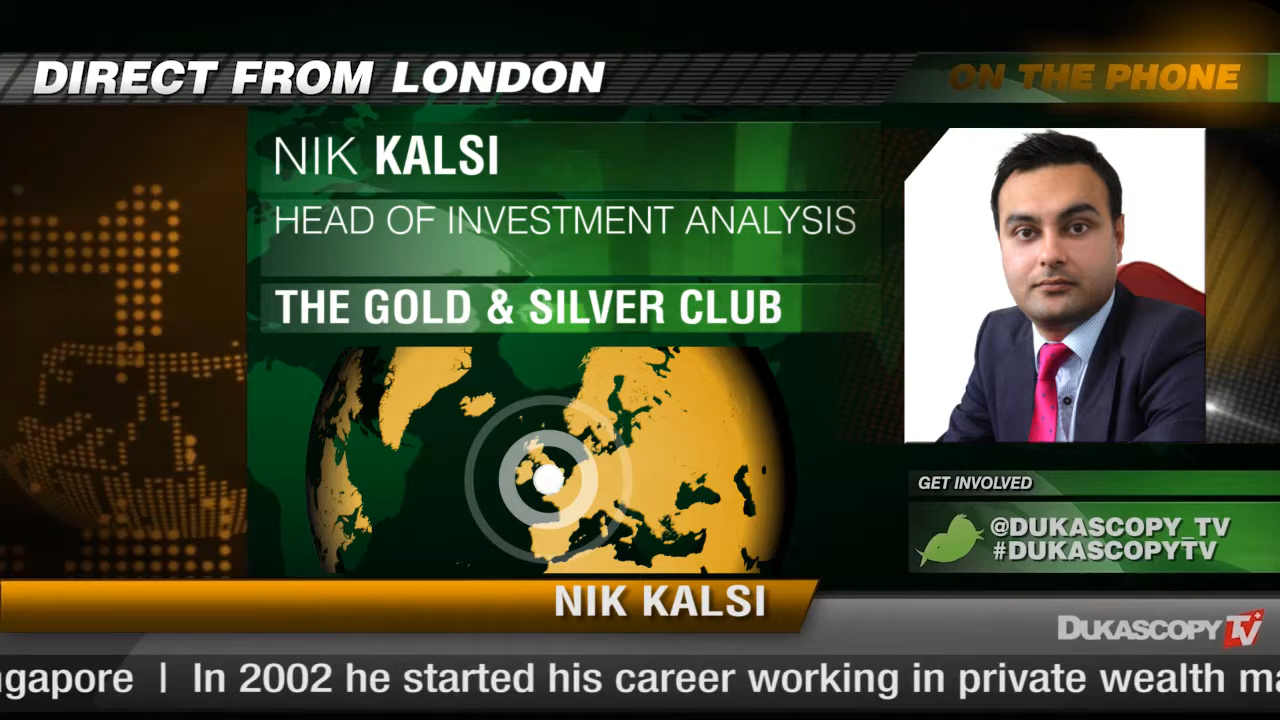 DIRECT FROM LONDON
ON THE PHONE
NIK KALSI
HEAD OF INVESTMENT ANALYSIS
THE GOLD & SILVER CLUB
GET INVOLVED
@DUKASCOPY_TV
#DUKASCOPYTV
NIK KALSI
DUKASCOPY TV
ngapore | In 2002 he started his career working in private wealth ma